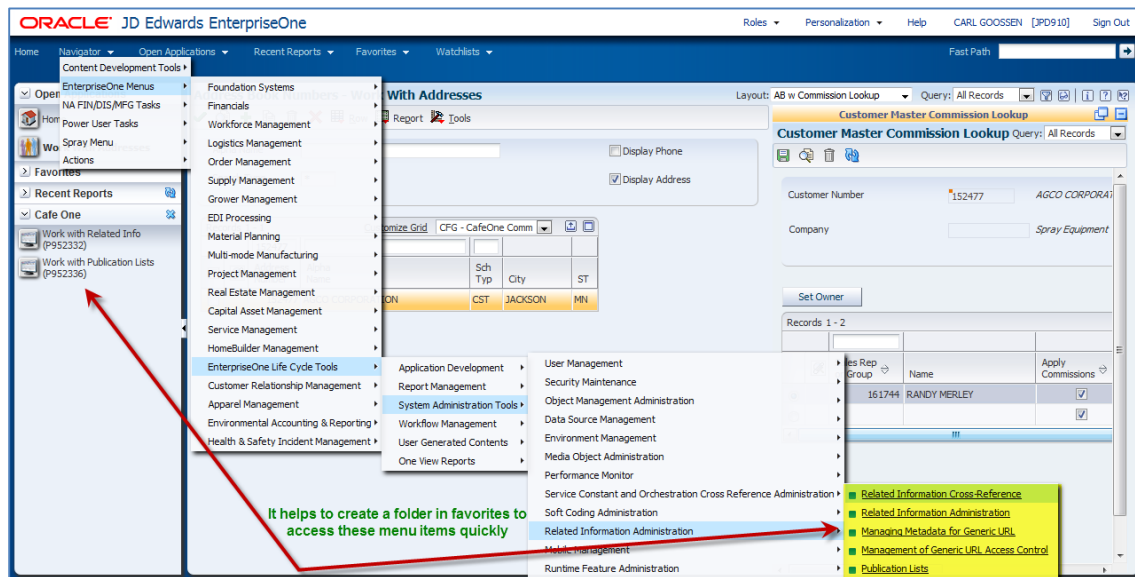 ORACLE® JD Edwards EnterpriseOne
Roles Personalization Help CARL GOOSSEN [JPD910] Sign Out
Home Navigator Open Applications Recent Reports Favorites Watchlists Fast Path
Content Development Tools
EnterpriseOne Menus
NA FIN/DIS/MFG Tasks
Power User Tasks
Spray Menu
Actions
Favorites
Recent Reports
Cafe One
Work with Related Info
(P952332)
Work with Publication Lists
(P952336)
Foundation Systems
Financials
Workforce Management
Logistics Management
Order Management
Supply Management
Grower Management
EDI Processing
Material Planning
Multi-mode Manufacturing
Project Management
Real Estate Management
Capital Asset Management
Service Management
HomeBuilder Management
EnterpriseOne Life Cycle Tools
Customer Relationship Management
Apparel Management
Environmental Accounting & Reporting
Health & Safety Incident Management
With Addresses
Layout: AB w Commission Lookup Query: All Records
Report Tools
Display Phone
Display Address
Grid CFG - CafeOne Comm
Sch
Typ City ST
CST JACKSON MN
Application Development
Report Management
System Administration Tools
Workflow Management
User Generated Contents
One View Reports
User Management
Security Maintenance
Object Management Administration
Data Source Management
Environment Management
Media Object Administration
Performance Monitor
Service Constant and Orchestration Cross Reference Administration
Soft Coding Administration
Related Information Administration
Mobile Management
Runtime Feature Administration
Related Information Cross-Reference
Related Information Administration
Managing Metadata for Generic URL
Management of Generic URL Access Control
Publication Lists
Customer Master Commission Lookup
Customer Master Commission Lookup Query: All Records
Customer Number 152477 AGCO
Company Spray Equipment
Set Owner
Records 1 - 2
Rep
Group Name Apply
Commissions
161744 RANDY MERLEY
It helps to create a folder in favorites to
access these menu items quickly